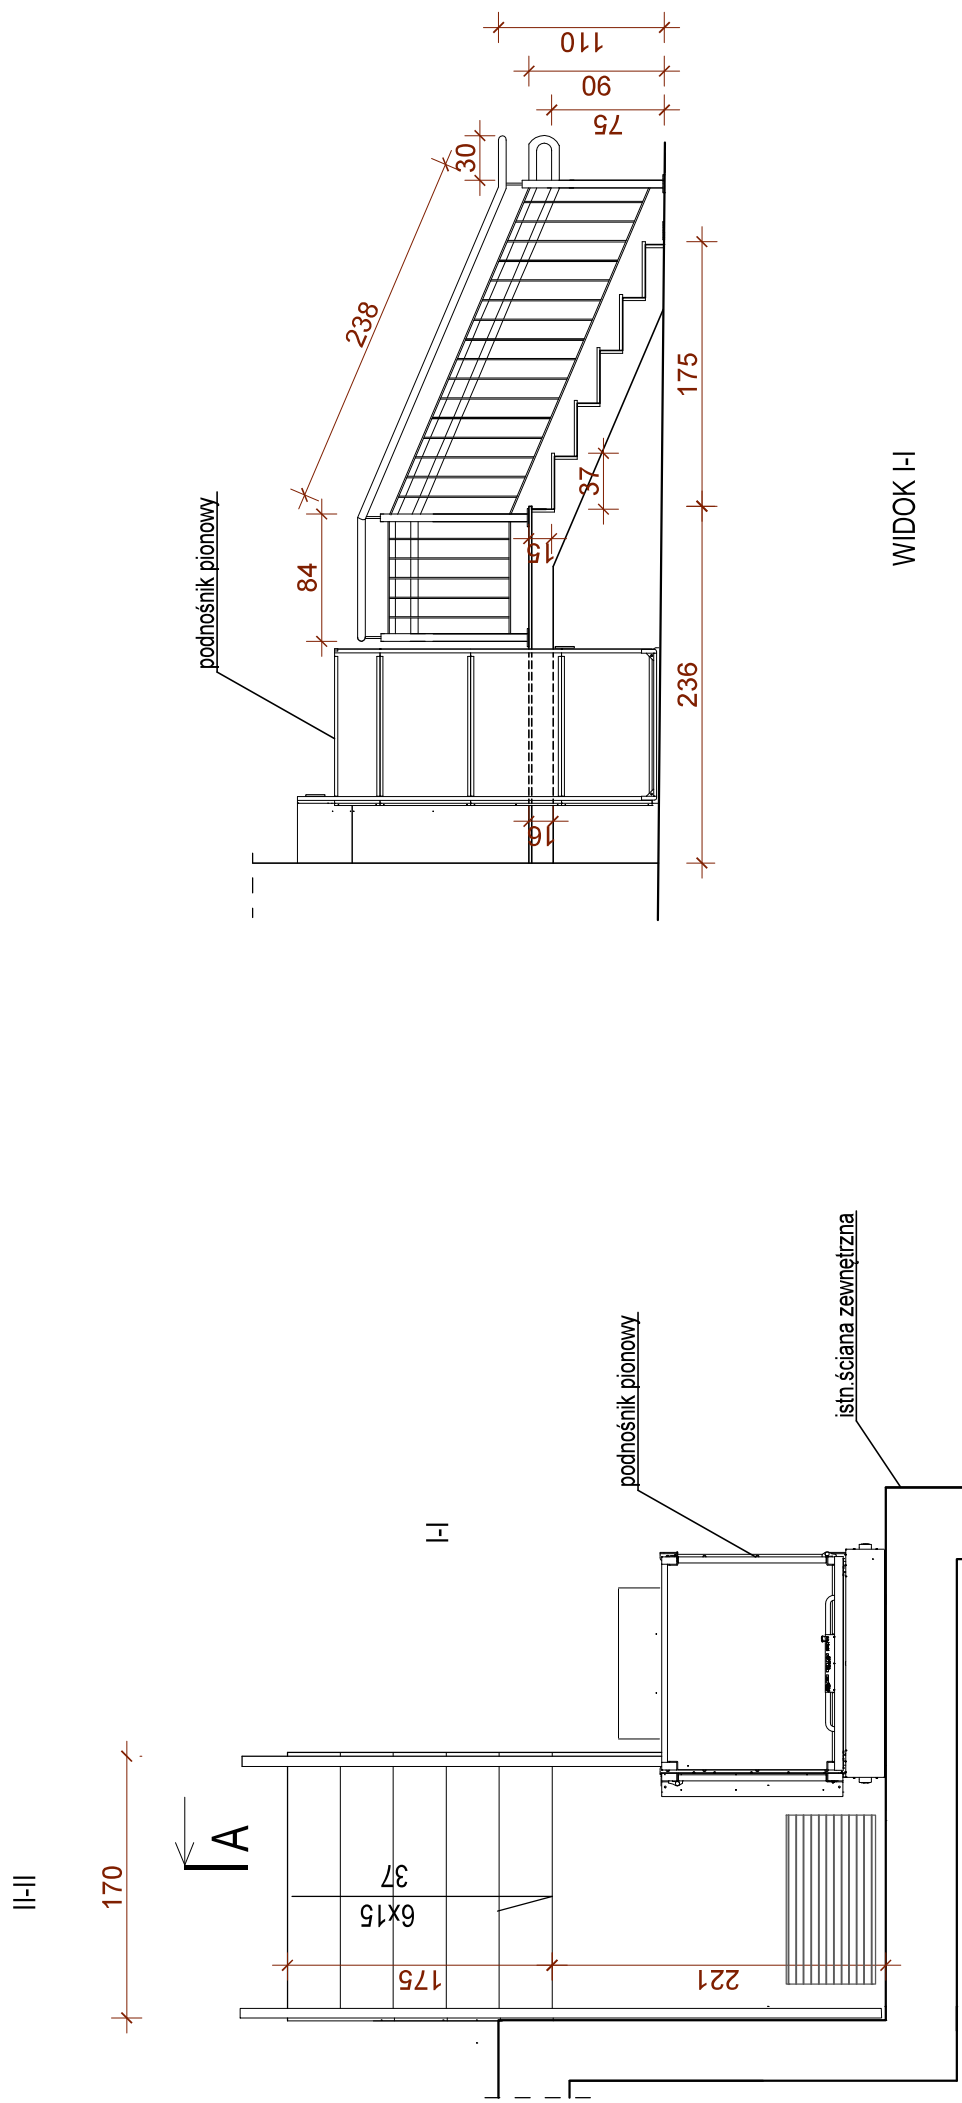 110
90
75
30
238
84
podnośnik pionowy
37
15
16
175
236
WIDOK I-I
istn.ściana zewnętrzna
podnośnik pionowy
I-I
II-II
170
A
37
6x15
175
221